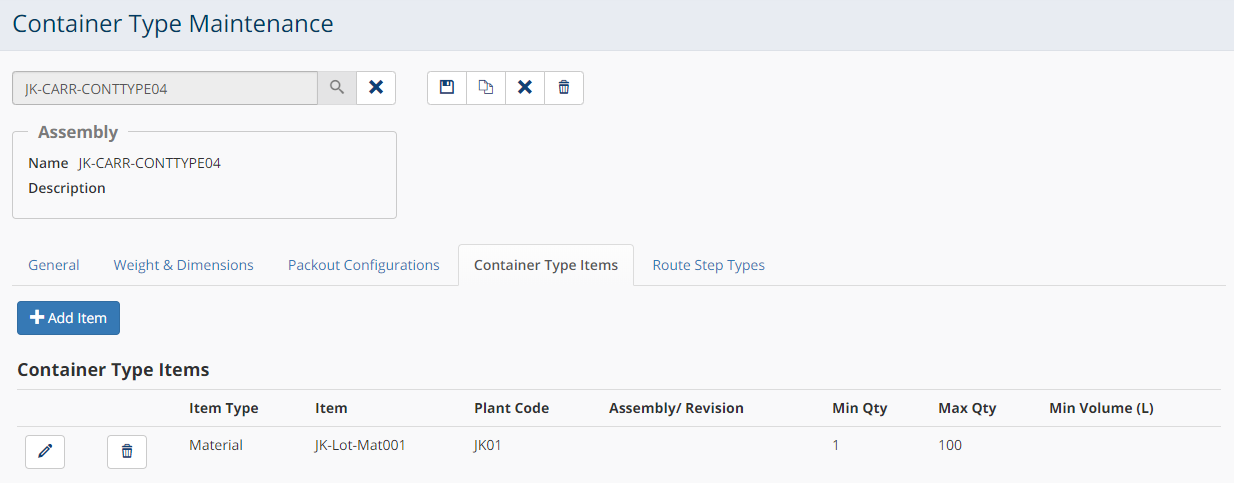 Container Type Maintenance
JK-CARR-CONTTYPE04
Assembly
Name JK-CARR-CONTTYPE04
Description
General Weight & Dimensions Packout Configurations Container Type Items Route Step Types
Add Item
Container Type Items
Item Type Item Plant Code Assembly/ Revision Min Qty Max Qty Min Volume (L)
Material JK-Lot-Mat001 JK01 1 100